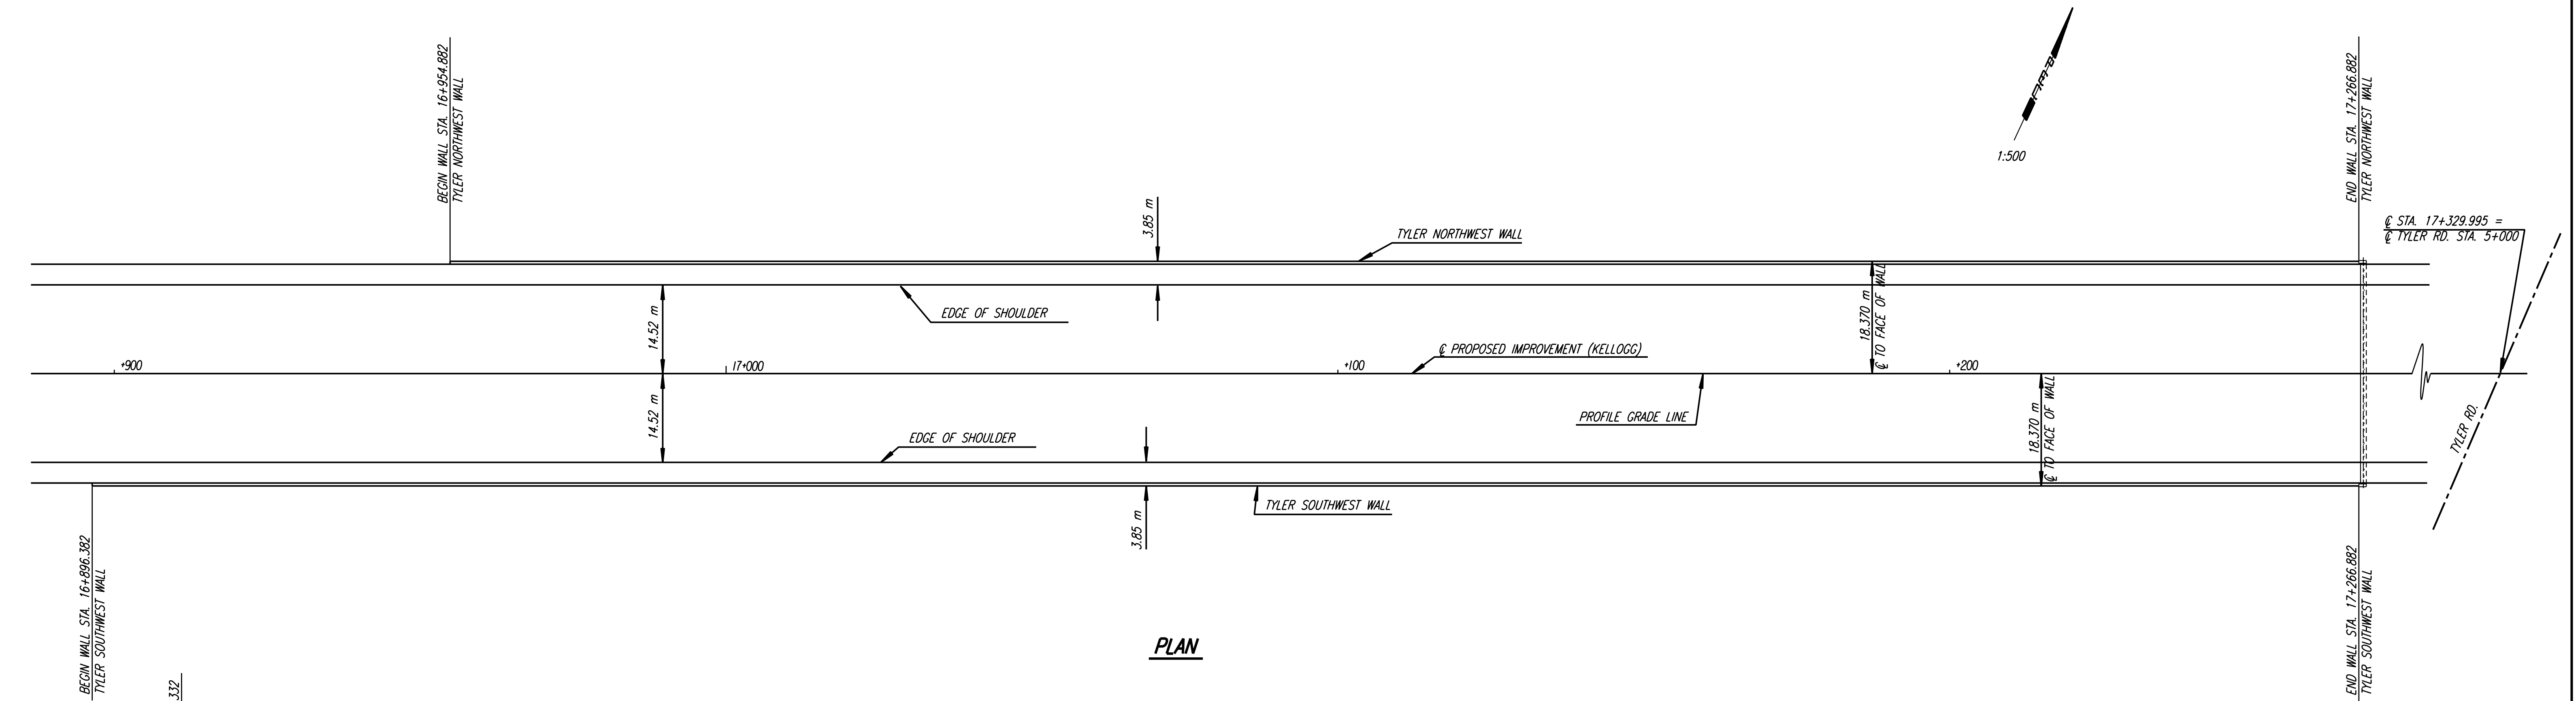 BEGIN WALL STA. 16+954.882
TYLER NORTHWEST WALL
1:500
END WALL STA. 17+266.882
TYLER NORTHWEST WALL
℄ STA. 17+329.995 =
℄ TYLER RD. STA. 5+000
3.85 m
TYLER NORTHWEST WALL
EDGE OF SHOULDER
14.52 m
18.370 m
℄ TO FACE OF WALL
℄ PROPOSED IMPROVEMENT (KELLOGG)
+900
17+000
+100
+200
PROFILE GRADE LINE
14.52 m
EDGE OF SHOULDER
18.370 m
℄ TO FACE OF WALL
TYLER RD.
TYLER SOUTHWEST WALL
3.85 m
BEGIN WALL STA. 16+896.382
TYLER SOUTHWEST WALL
END WALL STA. 17+266.882
TYLER SOUTHWEST WALL
PLAN
332